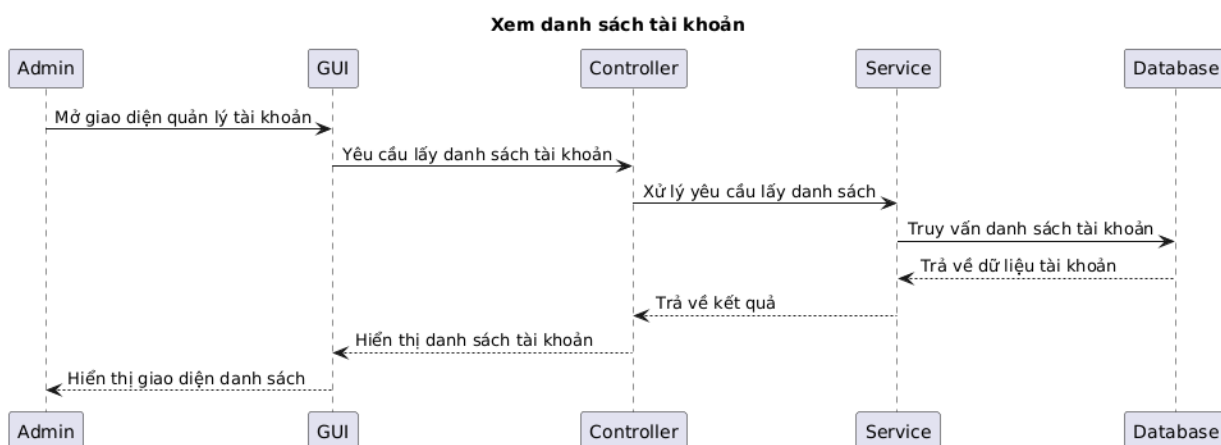 Xem danh sách tài khoản
Admin
GUI
Controller
Service
Database
Mở giao diện quản lý tài khoản
Yêu cầu lấy danh sách tài khoản
Xử lý yêu cầu lấy danh sách
Truy vấn danh sách tài khoản
Trả về dữ liệu tài khoản
Trả về kết quả
Hiển thị danh sách tài khoản
Hiển thị giao diện danh sách
Admin
GUI
Controller
Service
Database